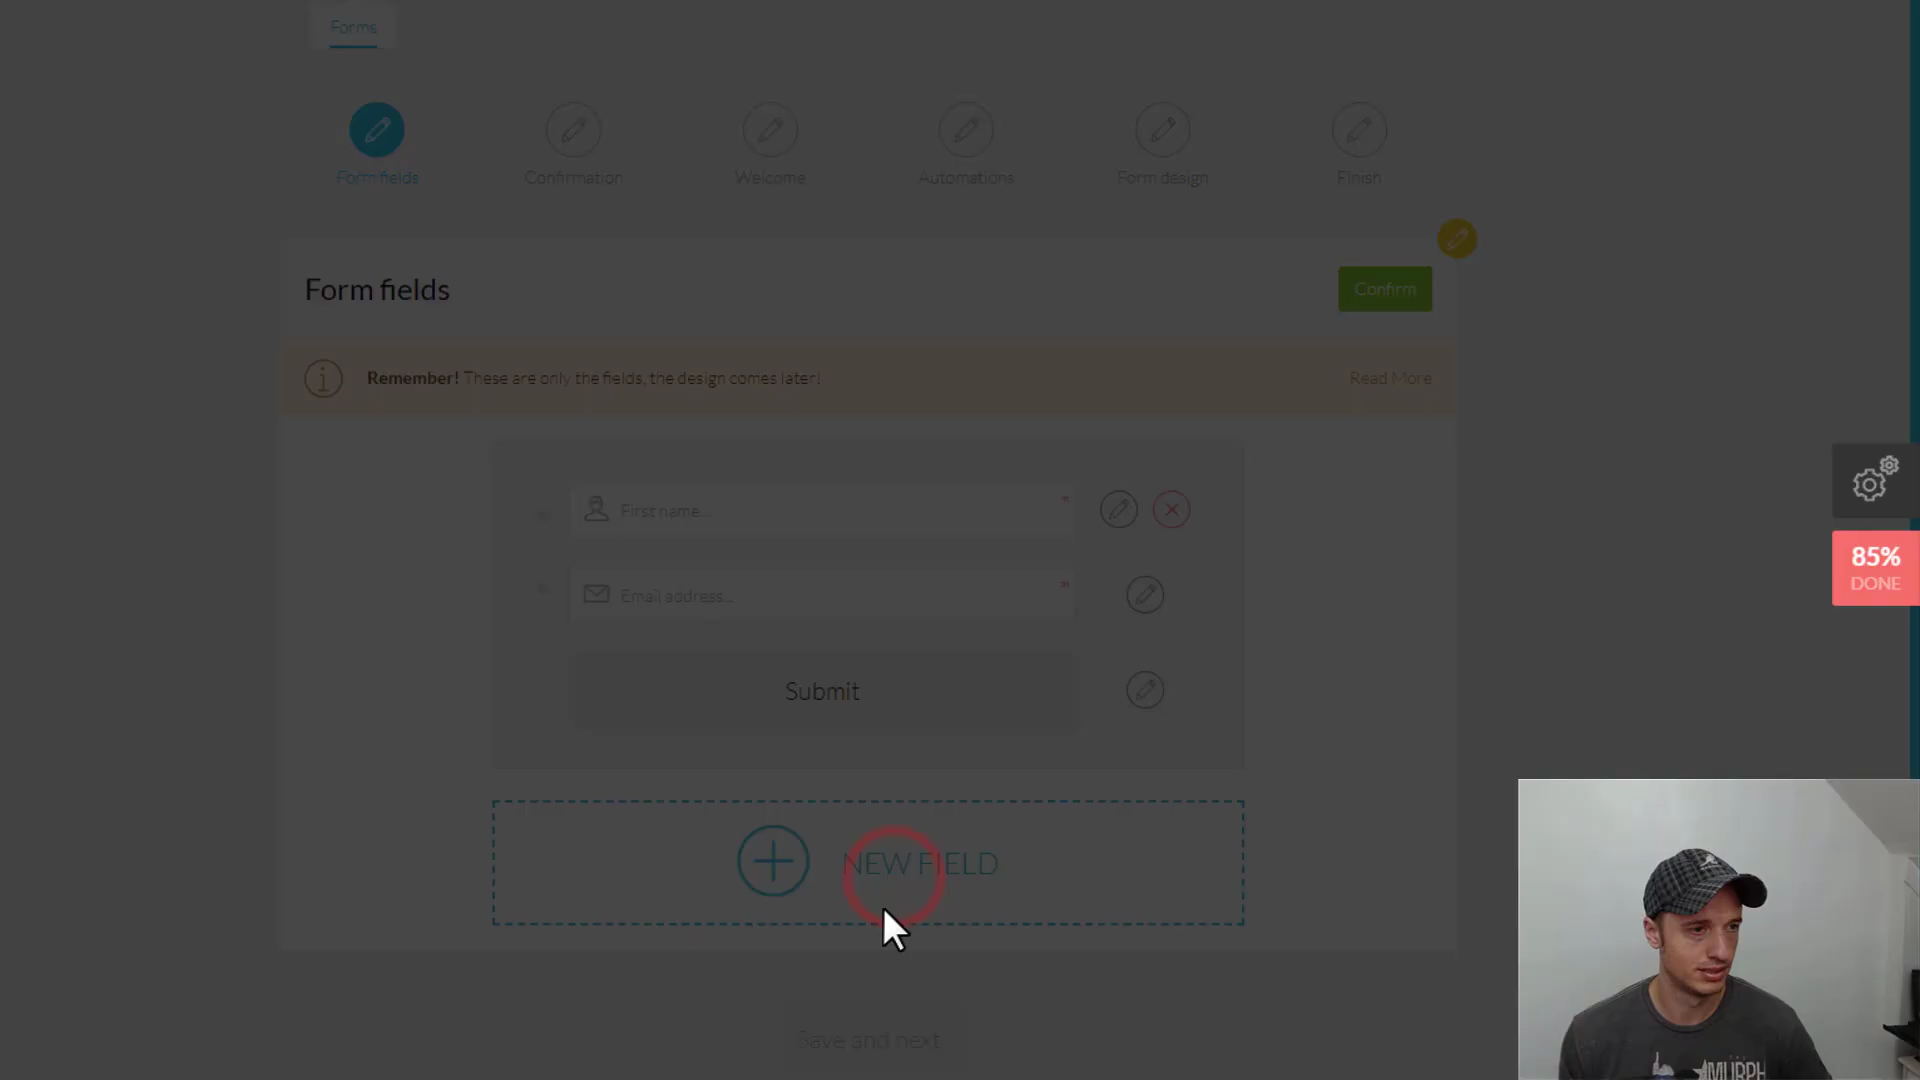 Forms
Form fields
Confirmation
Welcome
Automations
Form design
Finish
Form fields
Confirm
Remember! These are only the fields, the design comes later!
Read More
First name...
Email address...
Submit
85%
DONE
NEW FIELD
Save and next
MURPH